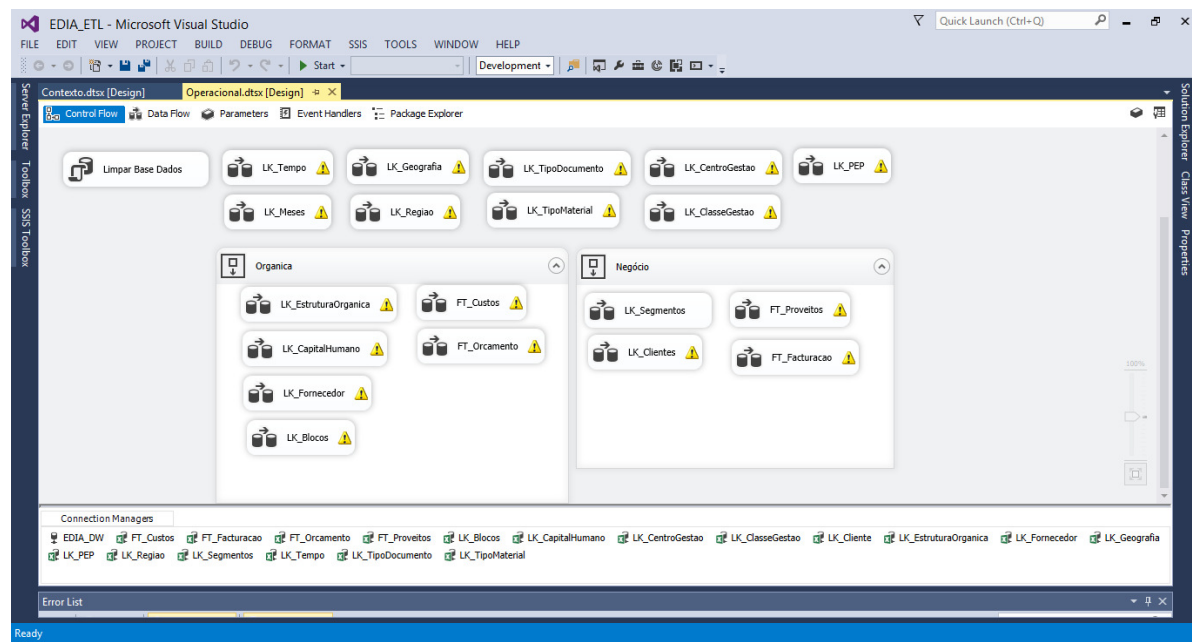 EDIA_ETL - Microsoft Visual Studio
Quick Launch (Ctrl+Q)
FILE EDIT VIEW PROJECT BUILD DEBUG FORMAT SSIS TOOLS WINDOW HELP
Start
Development
Contexto.dtsx [Design] Operacional.dtsx [Design]
Control Flow Data Flow Parameters Event Handlers Package Explorer
Server Explorer
Toolbox
SSIS Toolbox
Limpar Base Dados LK_Tempo LK_Geografia LK_TipoDocumento LK_CentroGestao LK_PEP
LK_Meses LK_Regiao LK_TipoMaterial LK_ClasseGestao
Organica
LK_EstruturaOrganica FT_Custos
LK_CapitalHumano FT_Orcamento
LK_Fornecedor
LK_Blocos
Negócio
LK_Segmentos FT_Proveitos
LK_Clientes FT_Facturacao
100%
Solution Explorer
Class View
Properties
Connection Managers
EDIA_DW FT_Custos FT_Facturacao FT_Orcamento FT_Proveitos LK_Blocos LK_CapitalHumano LK_CentroGestao LK_ClasseGestao LK_Cliente LK_EstruturaOrganica LK_Fornecedor LK_Geografia
LK_PEP LK_Regiao LK_Segmentos LK_Tempo LK_TipoDocumento LK_TipoMaterial
Error List
Ready